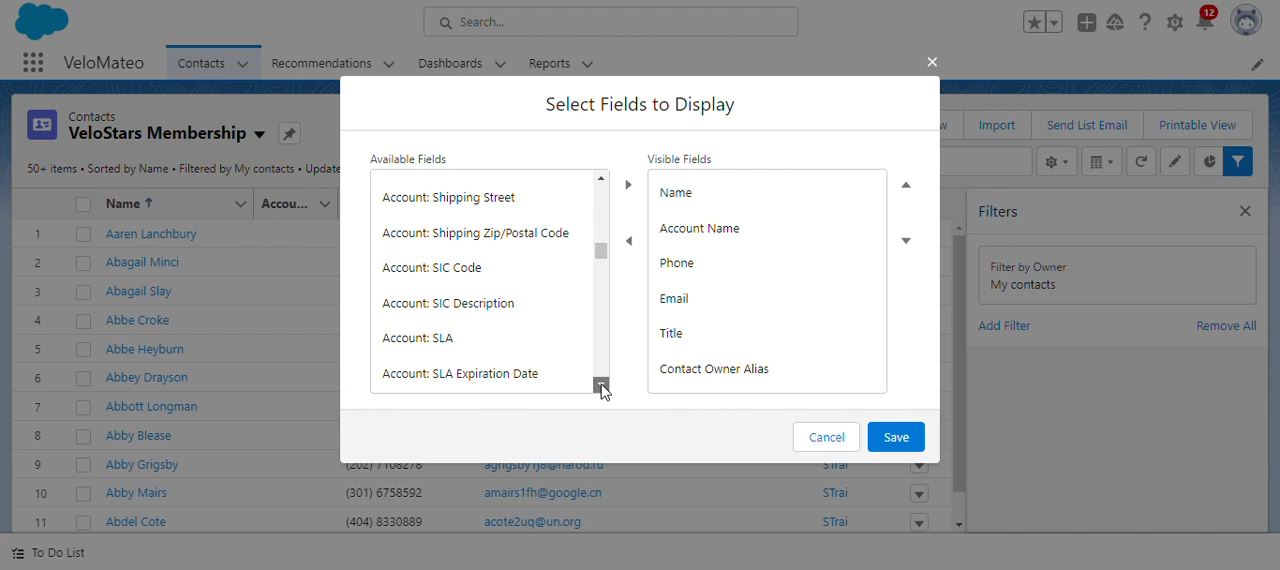 Search...
12
VeloMateo
Contacts
Recommendations
Dashboards
Reports
Select Fields to Display
Contacts
VeloStars Membership
Import
Send List Email
Printable View
50+ items • Sorted by Name • Filtered by My contacts •
Available Fields
Account: Shipping Street
Account: Shipping Zip/Postal Code
Account: SIC Code
Account: SIC Description
Account: SLA
Account: SLA Expiration Date
Visible Fields
Name
Account Name
Phone
Email
Title
Contact Owner Alias
Cancel
Save
Name ↑ Accou...
1 Aaren Lanchbury
2 Abagail Minci
3 Abagail Slay
4 Abbe Croke
5 Abbe Heyburn
6 Abbey Drayson
7 Abbott Longman
8 Abby Blease
9 Abby Grigsby (202) 7108278 agrigsby1j8@narod.ru STrai
10 Abby Mairs (301) 6758592 amairs1fh@google.cn STrai
11 Abdel Cote (404) 8330889 acote2uq@un.org STrai
Filters
Filter by Owner
My contacts
Add Filter
Remove All
To Do List